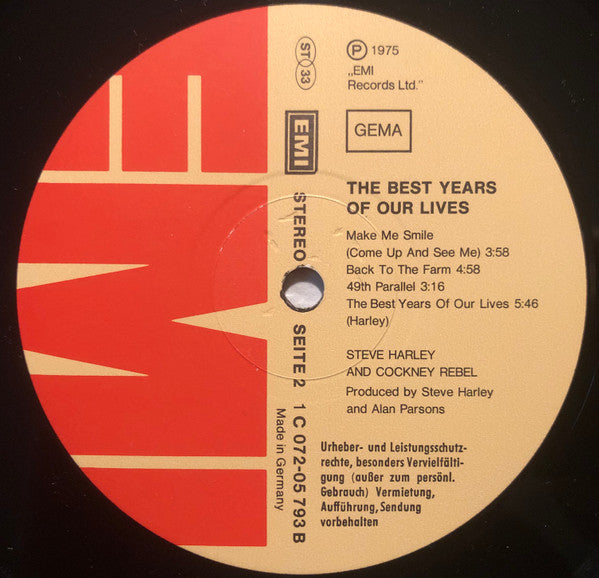 EMI
ST 33
Ⓟ 1975
„EMI
Records Ltd."
GEMA
EMI
THE BEST YEARS
OF OUR LIVES
Make Me Smile
(Come Up And See Me) 3:58
Back To The Farm 4:58
49th Parallel 3:16
The Best Years Of Our Lives 5:46
(Harley)
STEVE HARLEY
AND COCKNEY REBEL
Produced by Steve Harley
and Alan Parsons
STEREO SEITE 2 1 C 072-05 793 B
Made in Germany
Urheber- und Leistungsschutz-
rechte, besonders Vervielfälti-
gung (außer zum persönl.
Gebrauch) Vermietung,
Aufführung, Sendung
vorbehalten